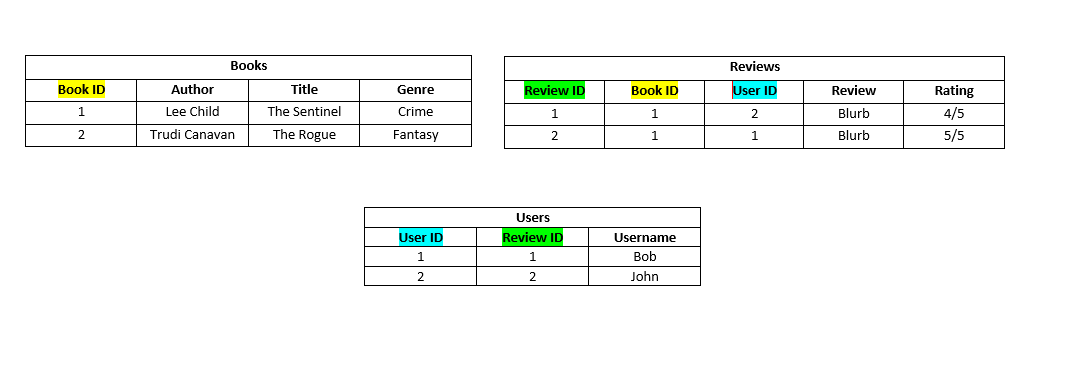 Books
Book ID Author Title Genre
1 Lee Child The Sentinel Crime
2 Trudi Canavan The Rogue Fantasy
Reviews
Review ID Book ID User ID Review Rating
1 1 2 Blurb 4/5
2 1 1 Blurb 5/5
Users
User ID Review ID Username
1 1 Bob
2 2 John